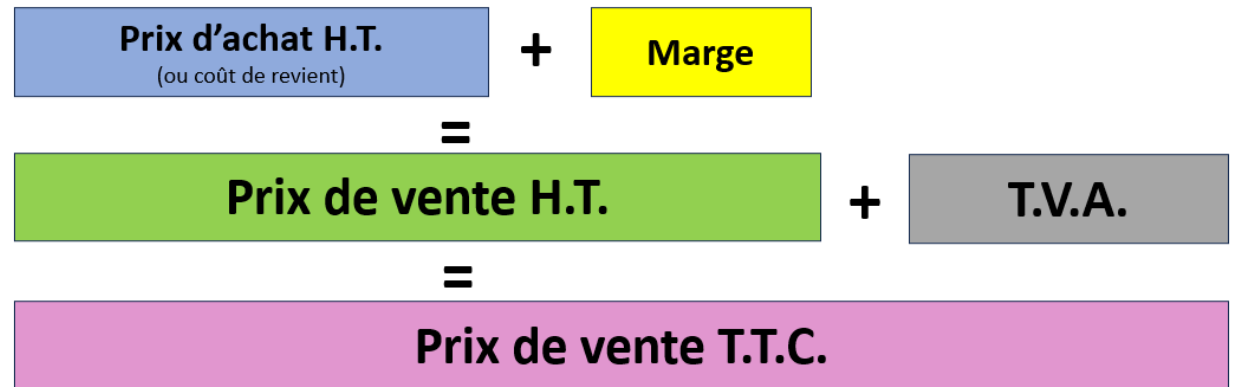 Prix d'achat H.T. + Marge
(ou coût de revient)
=
Prix de vente H.T. + T.V.A.
=
Prix de vente T.T.C.